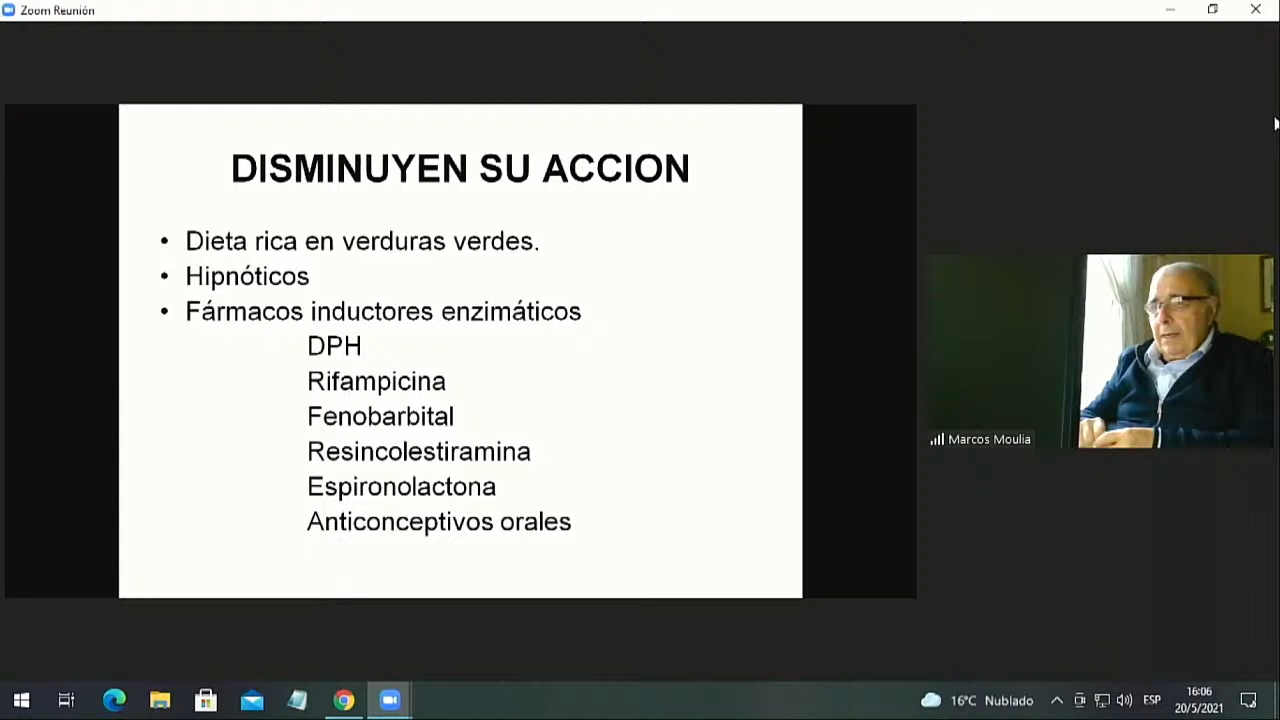 Zoom Reunión
DISMINUYEN SU ACCION
• Dieta rica en verduras verdes.
• Hipnóticos
• Fármacos inductores enzimáticos
DPH
Rifampicina
Fenobarbital
Resincolestiramina
Espironolactona
Anticonceptivos orales
Marcos Moulia
16°C Nublado
ESP
16:06
20/5/2021